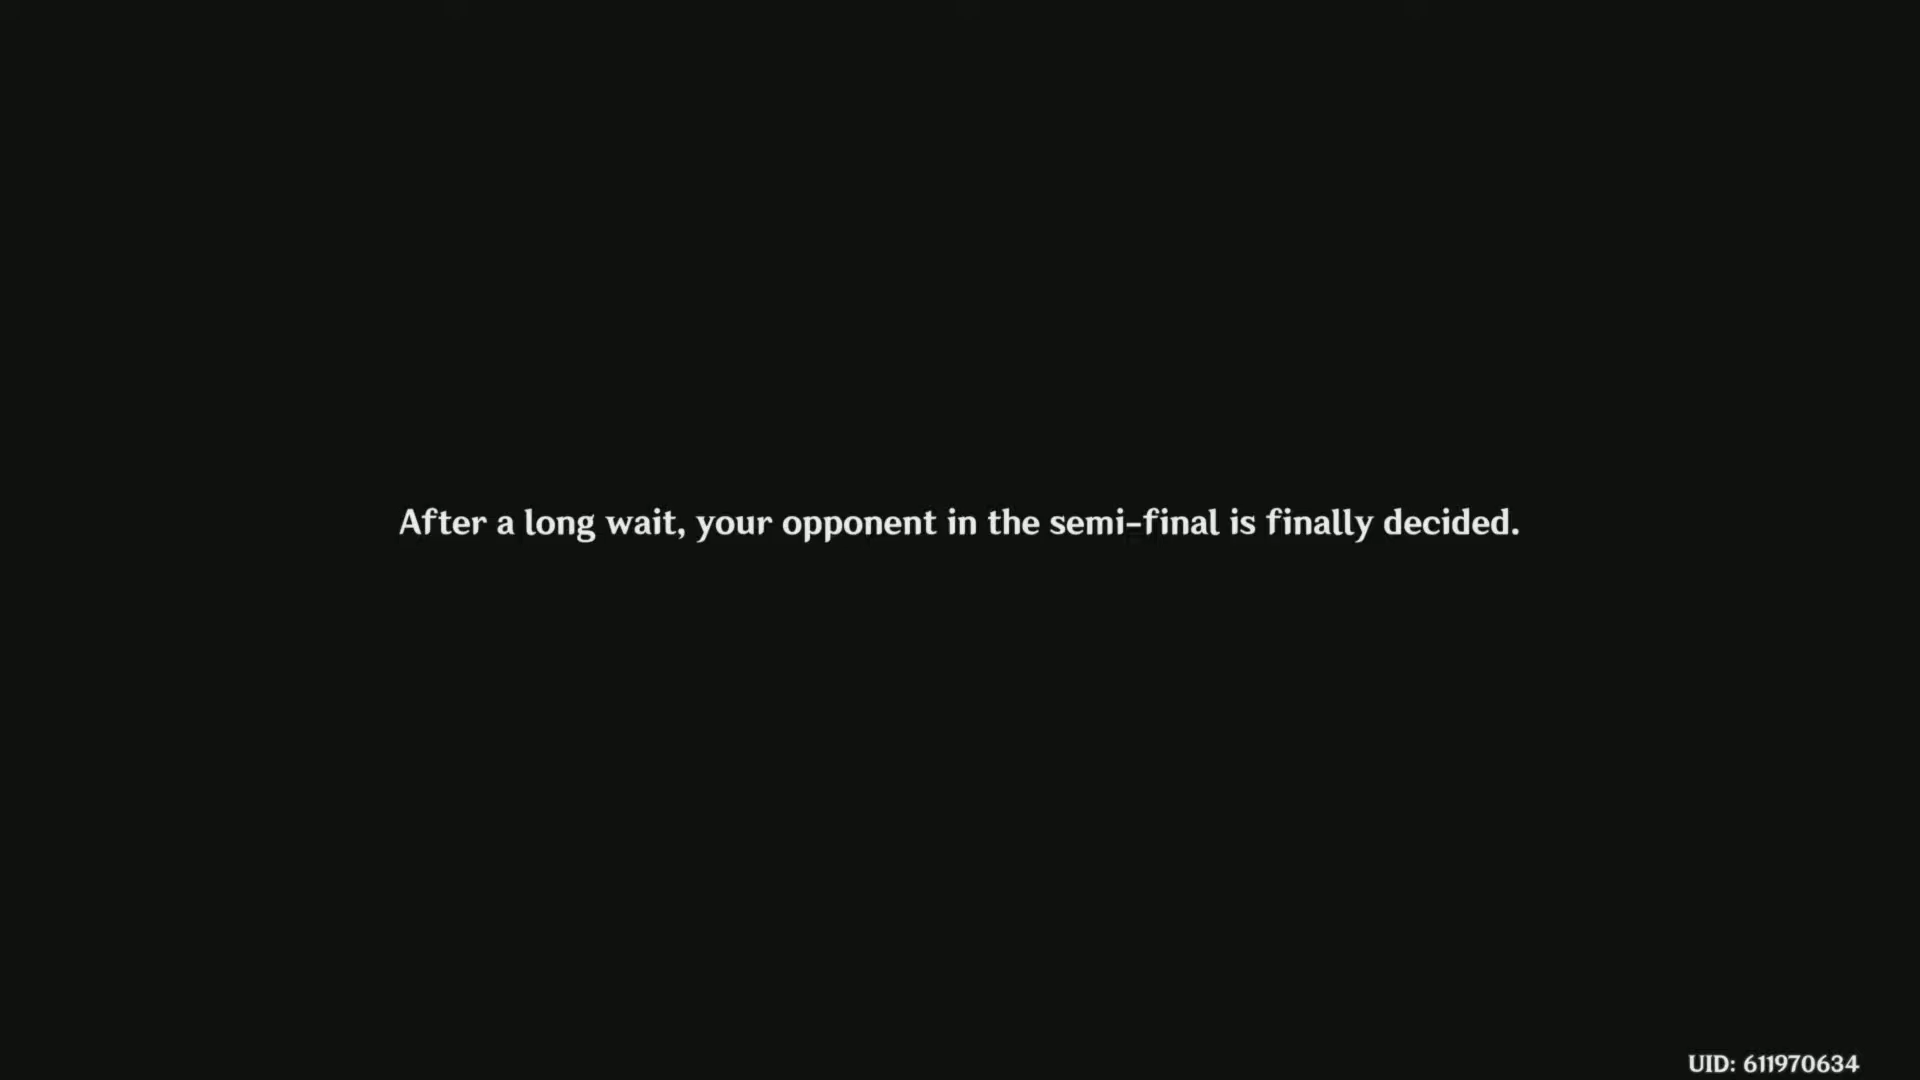 After a long wait, your opponent in the semi-final is finally decided.
UID: 611970634